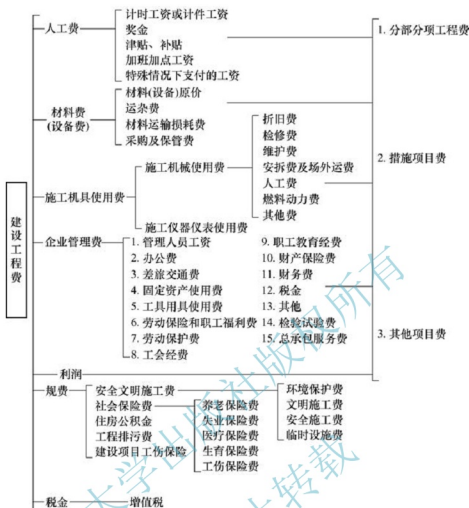 建设工程费
人工费
计时工资或计件工资
奖金
津贴、补贴
加班加点工资
特殊情况下支付的工资
材料费
(设备费)
材料(设备)原价
运杂费
材料运输损耗费
采购及保管费
施工机具使用费
施工机械使用费
折旧费
检修费
维护费
安拆费及场外运费
人工费
燃料动力费
其他费
施工仪器仪表使用费
企业管理费
1. 管理人员工资
2. 办公费
3. 差旅交通费
4. 固定资产使用费
5. 工具用具使用费
6. 劳动保险和职工福利费
7. 劳动保护费
8. 工会经费
9. 职工教育经费
10. 财产保险费
11. 财务费
12. 税金
13. 其他
14. 检验试验费
15. 总承包服务费
利润
规费
安全文明施工费
环境保护费
文明施工费
安全施工费
临时设施费
社会保险费
养老保险费
失业保险费
医疗保险费
生育保险费
工伤保险费
住房公积金
工程排污费
建设项目工伤保险
税金
增值税
1. 分部分项工程费
2. 措施项目费
3. 其他项目费
大学出版社版权所有
转载